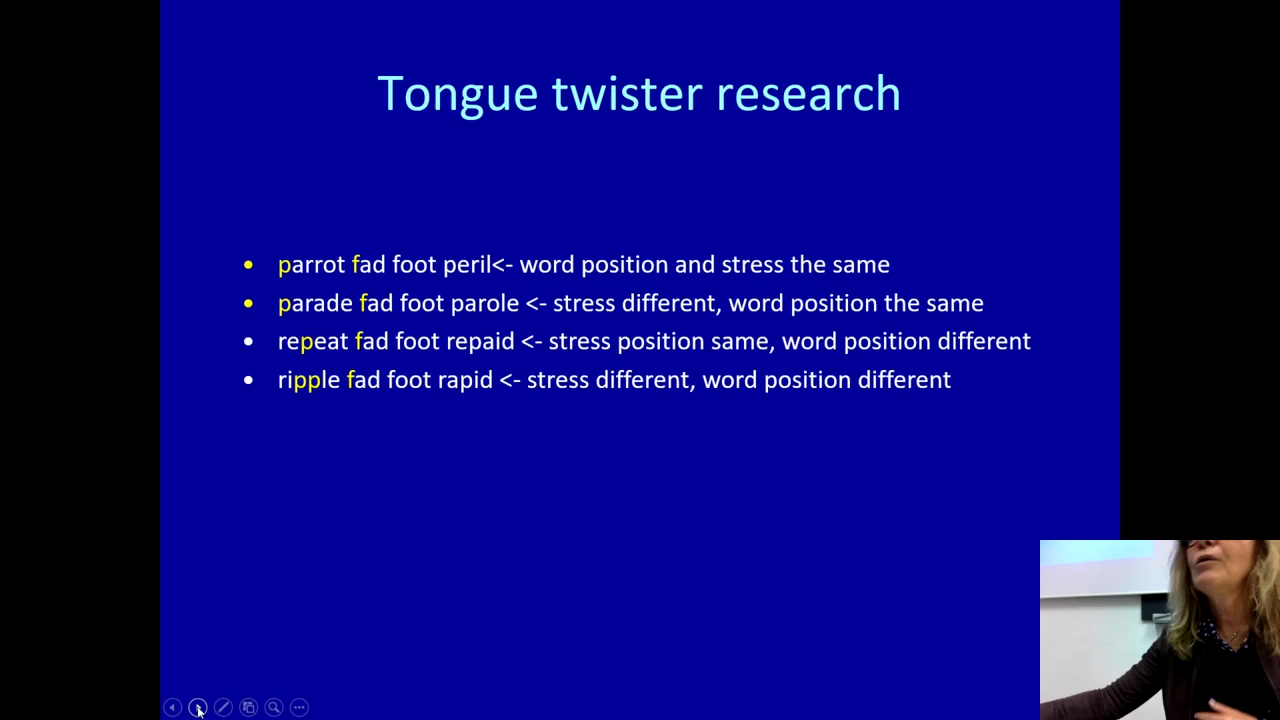 Tongue twister research
• parrot fad foot peril<- word position and stress the same
• parade fad foot parole <- stress different, word position the same
• repeat fad foot repaid <- stress position same, word position different
• ripple fad foot rapid <- stress different, word position different